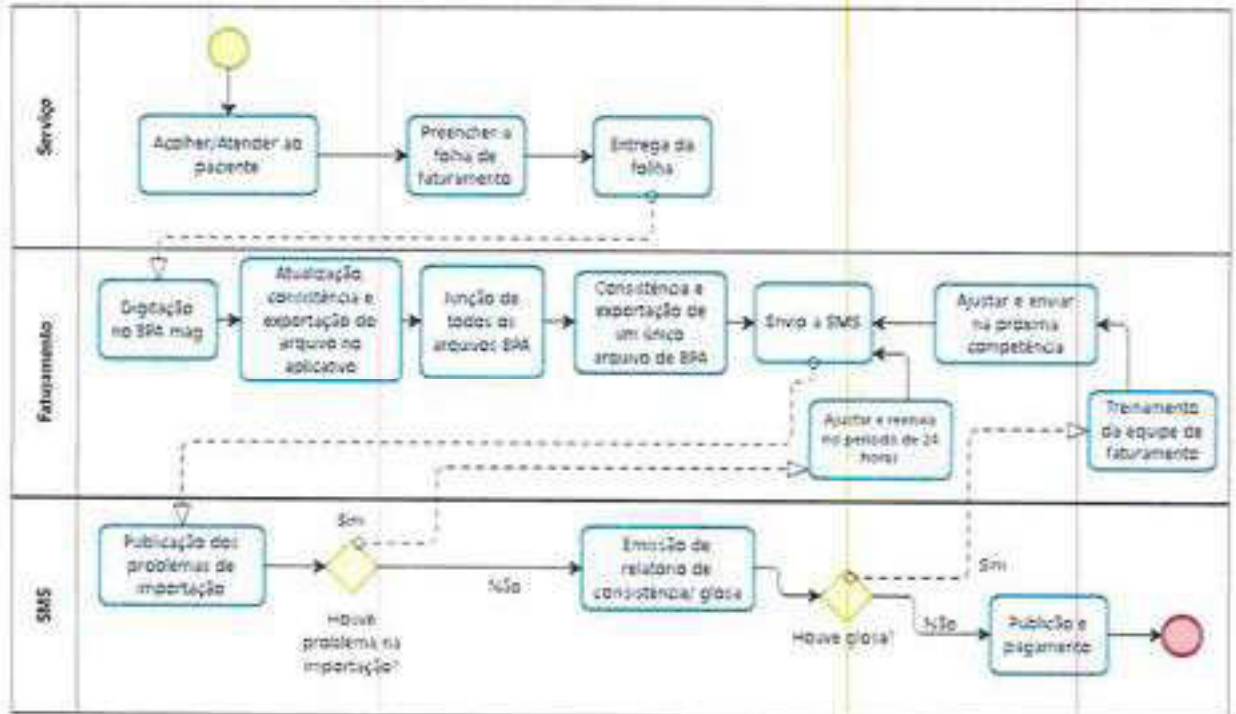 Serviço
Acolher/Atender ao
paciente
Preencher a
folha de
faturamento
Entrega da
folha
Faturamento
Digitação
no BPA mag
Atualização,
consistência e
exportação do
arquivo no
aplicativo
Junção de
todos os
arquivos BPA
Consistência e
exportação de
um único
arquivo de BPA
Envio a SMS
Ajustar e enviar
na próxima
competência
Ajustar e reenvio
no período de 24
horas
Treinamento
da equipe de
faturamento
SMS
Publicação dos
problemas de
importação
Sim
Houve
problema na
importação?
Não
Emissão de
relatório de
consistência/ glosa
Houve glosa?
Sim
Não
Publição e
pagamento